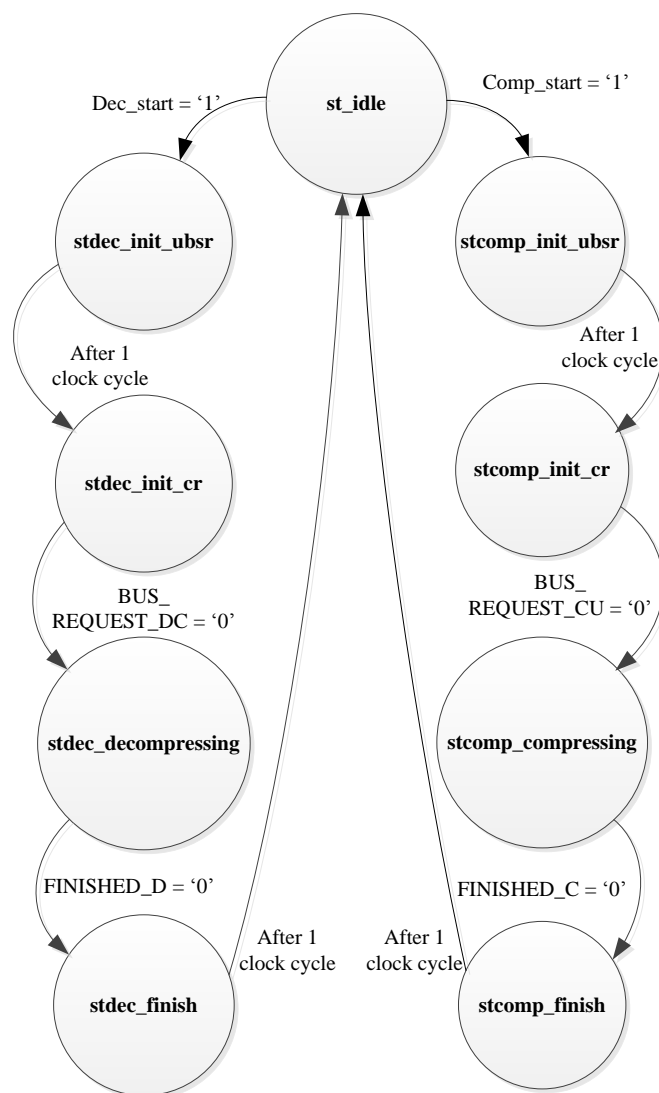 st_idle
Dec_start = ‘1’
Comp_start = ‘1’
stdec_init_ubsr
stcomp_init_ubsr
After 1
clock cycle
After 1
clock cycle
stdec_init_cr
stcomp_init_cr
BUS_
REQUEST_DC = ‘0’
BUS_
REQUEST_CU = ‘0’
stdec_decompressing
stcomp_compressing
FINISHED_D = ‘0’
FINISHED_C = ‘0’
After 1
clock cycle
After 1
clock cycle
stdec_finish
stcomp_finish